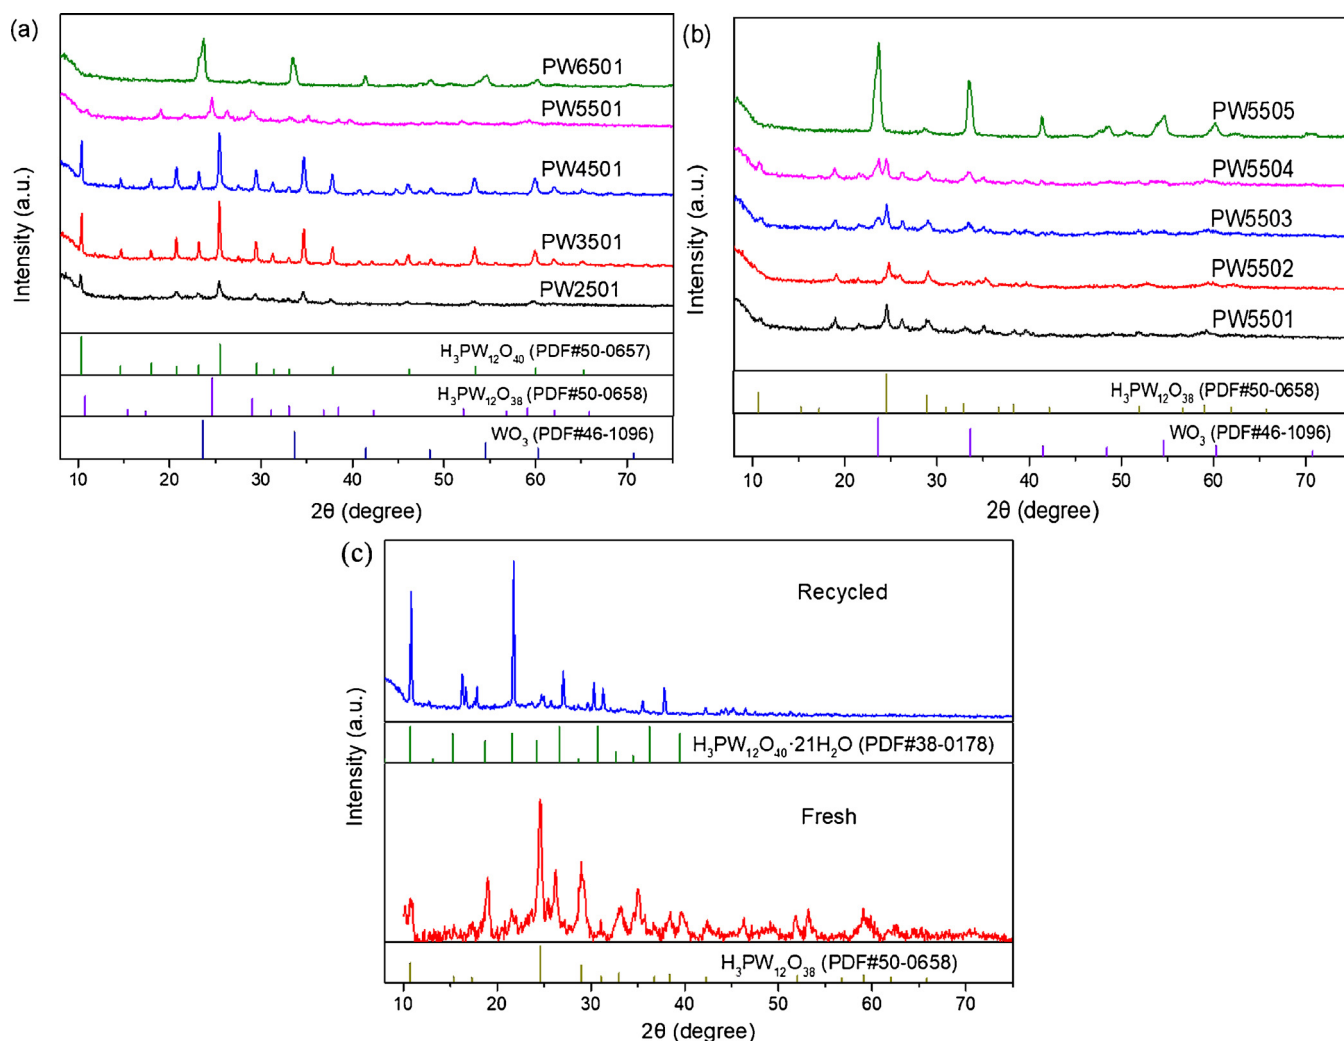 (a)
PW6501
PW5501
PW4501
PW3501
PW2501
Intensity (a.u.)
H₃PW₁₂O₄₀ (PDF#50-0657)
H₃PW₁₂O₃₈ (PDF#50-0658)
WO₃ (PDF#46-1096)
10 20 30 40 50 60 70
2θ (degree)
(b)
PW5505
PW5504
PW5503
PW5502
PW5501
Intensity (a.u.)
H₃PW₁₂O₃₈ (PDF#50-0658)
WO₃ (PDF#46-1096)
10 20 30 40 50 60 70
2θ (degree)
(c)
Recycled
H₃PW₁₂O₄₀·21H₂O (PDF#38-0178)
Intensity (a.u.)
Fresh
H₃PW₁₂O₃₈ (PDF#50-0658)
10 20 30 40 50 60 70
2θ (degree)